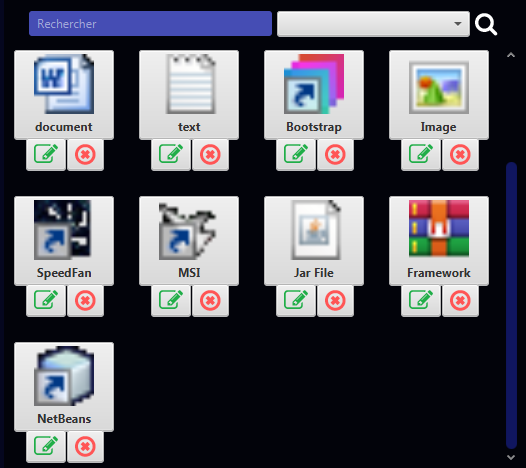 Rechercher
document
text
Bootstrap
Image
SpeedFan
MSI
Jar File
Framework
NetBeans